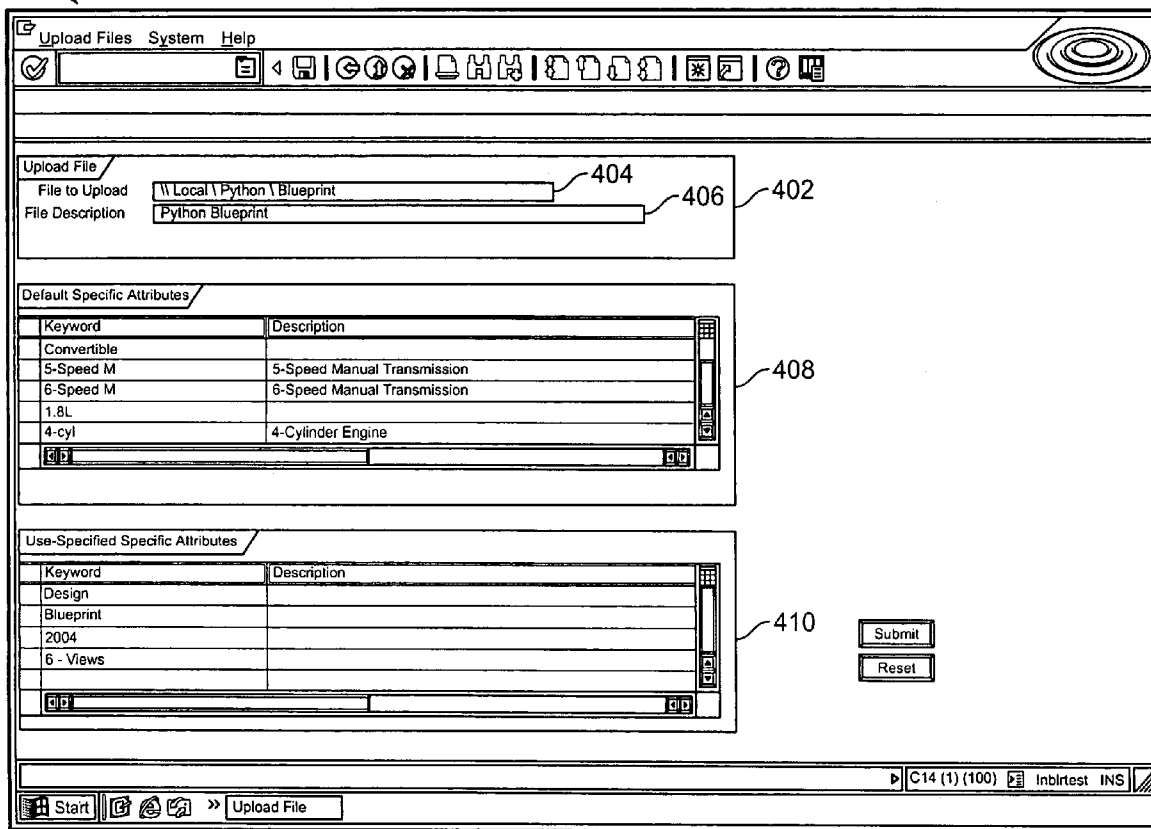 Upload Files System Help
Upload File
File to Upload \\ Local \ Python \ Blueprint 404
File Description Python Blueprint 406 402
Default Specific Attributes
Keyword Description
Convertible
5-Speed M 5-Speed Manual Transmission
6-Speed M 6-Speed Manual Transmission 408
1.8L
4-cyl 4-Cylinder Engine
Use-Specified Specific Attributes
Keyword Description
Design
Blueprint
2004 410 Submit
6 - Views Reset
C14 (1) (100) Inbirtest INS
Start » Upload File